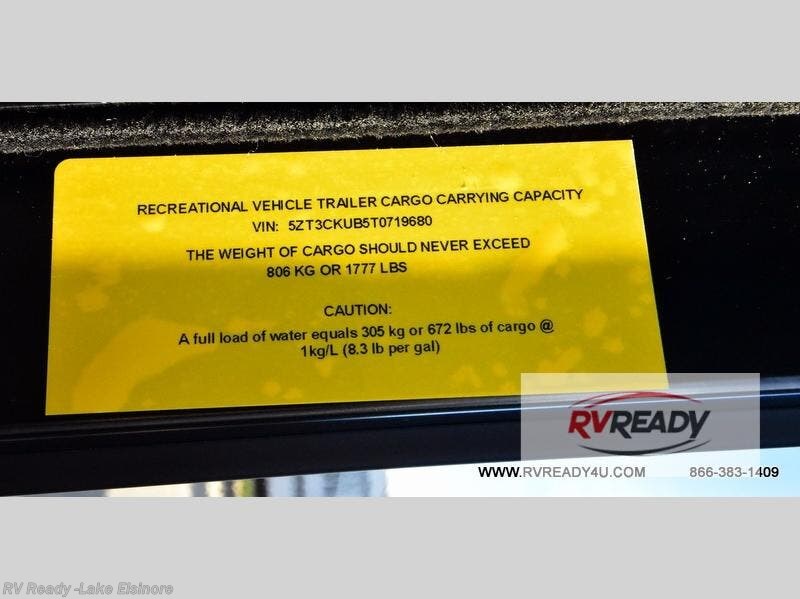 RECREATIONAL VEHICLE TRAILER CARGO CARRYING CAPACITY
VIN: 5ZT3CKUB5T0719680
THE WEIGHT OF CARGO SHOULD NEVER EXCEED
806 KG OR 1777 LBS
CAUTION:
A full load of water equals 305 kg or 672 lbs of cargo @
1kg/L (8.3 lb per gal)
RVREADY
WWW.RVREADY4U.COM 866-383-1409
RV Ready -Lake Elsinore